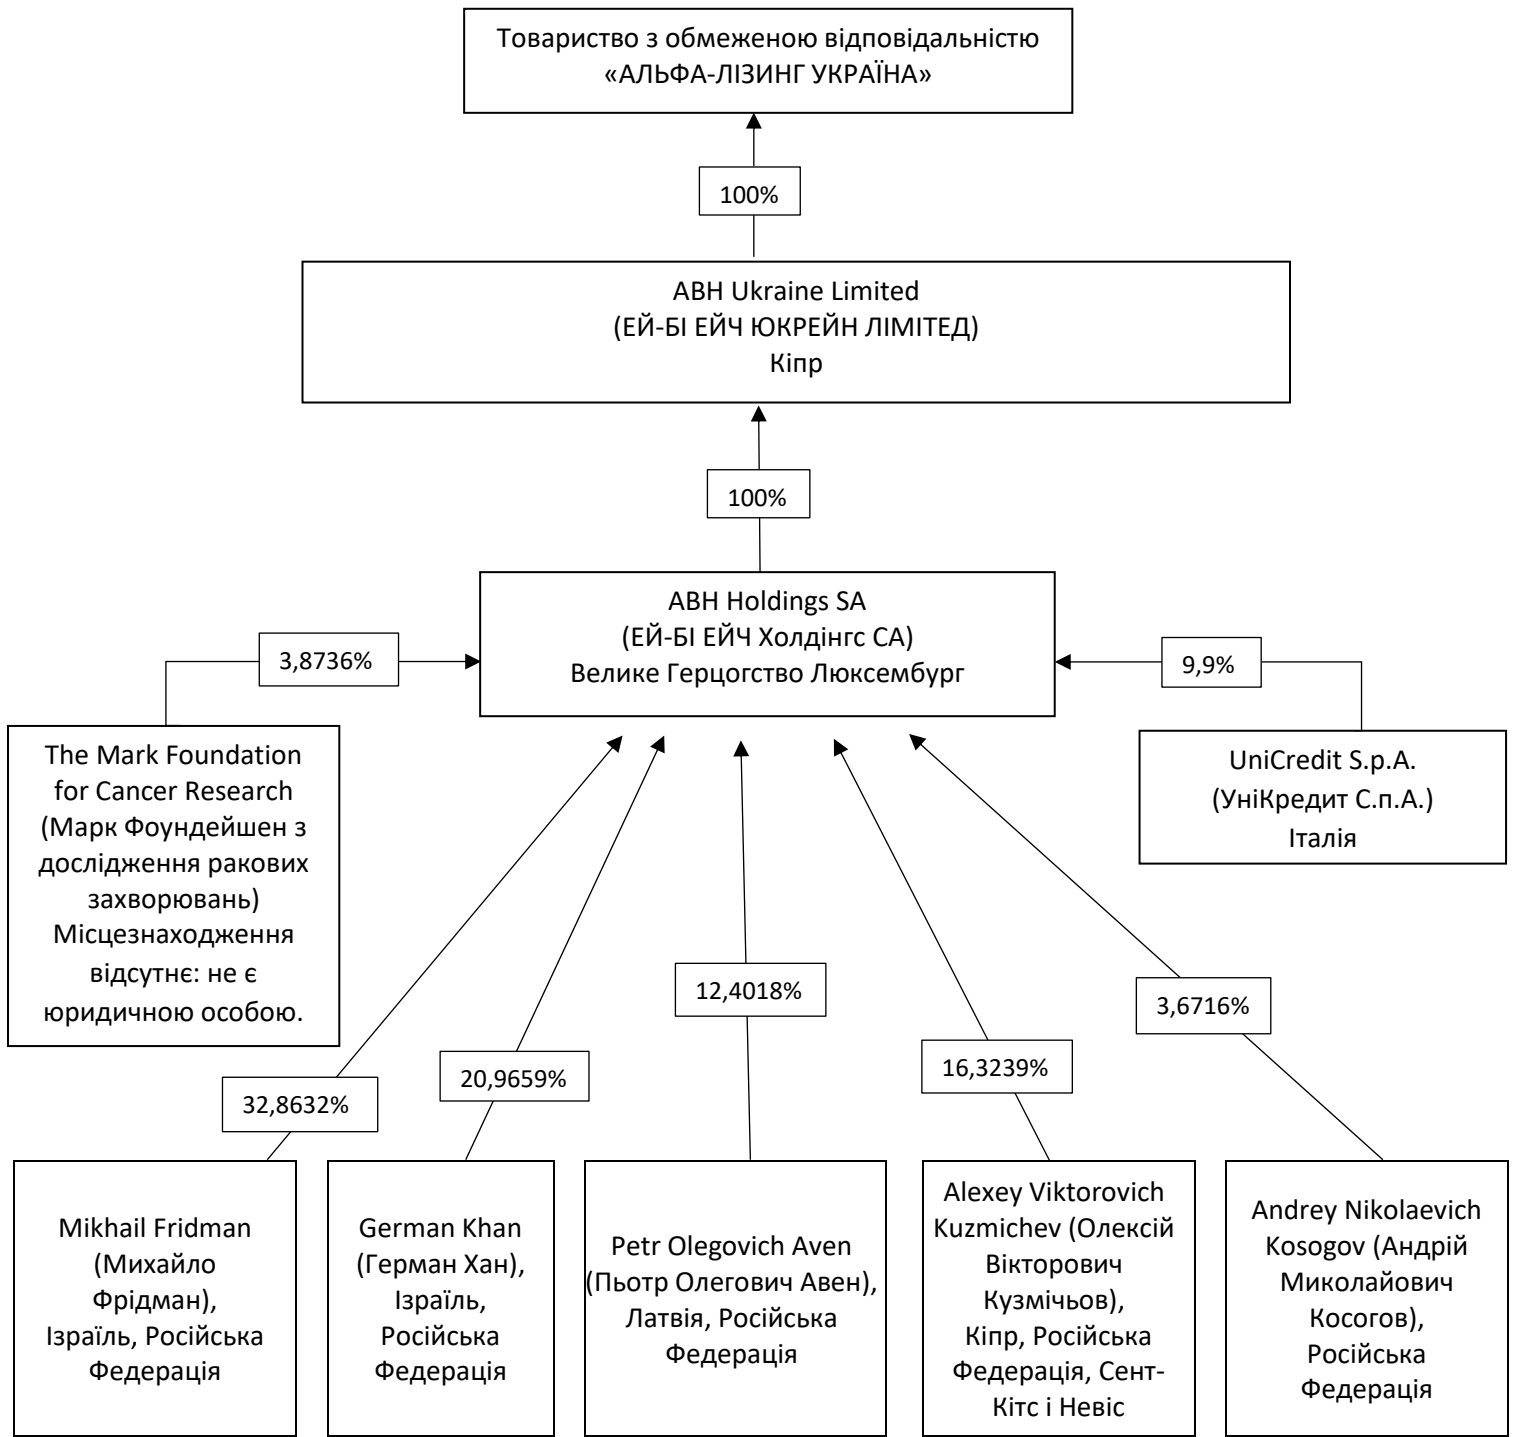 Товариство з обмеженою відповідальністю
«АЛЬФА-ЛІЗИНГ УКРАЇНА»
100%
ABH Ukraine Limited
(ЕЙ-БІ ЕЙЧ ЮКРЕЙН ЛІМІТЕД)
Кіпр
100%
ABH Holdings SA
(ЕЙ-БІ ЕЙЧ Холдінгс СА)
Велике Герцогство Люксембург
3,8736%
9,9%
The Mark Foundation
for Cancer Research
(Марк Фоундейшен з
дослідження ракових
захворювань)
Місцезнаходження
відсутнє: не є
юридичною особою.
UniCredit S.p.A.
(УніКредит С.п.А.)
Італія
32,8632%
20,9659%
12,4018%
16,3239%
3,6716%
Mikhail Fridman
(Михайло
Фрідман),
Ізраїль, Російська
Федерація
German Khan
(Герман Хан),
Ізраїль,
Російська
Федерація
Petr Olegovich Aven
(Пьотр Олегович Авен),
Латвія, Російська
Федерація
Alexey Viktorovich
Kuzmichev (Олексій
Вікторович
Кузмічьов),
Кіпр, Російська
Федерація, Сент-
Кітс і Невіс
Andrey Nikolaevich
Kosogov (Андрій
Миколайович
Косогов),
Російська
Федерація